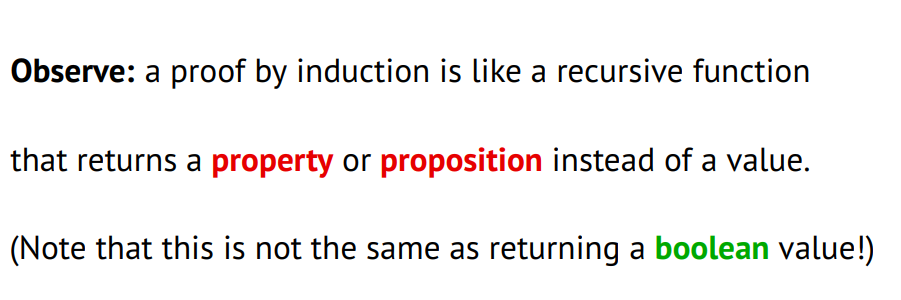 Observe: a proof by induction is like a recursive function
that returns a property or proposition instead of a value.
(Note that this is not the same as returning a boolean value!)